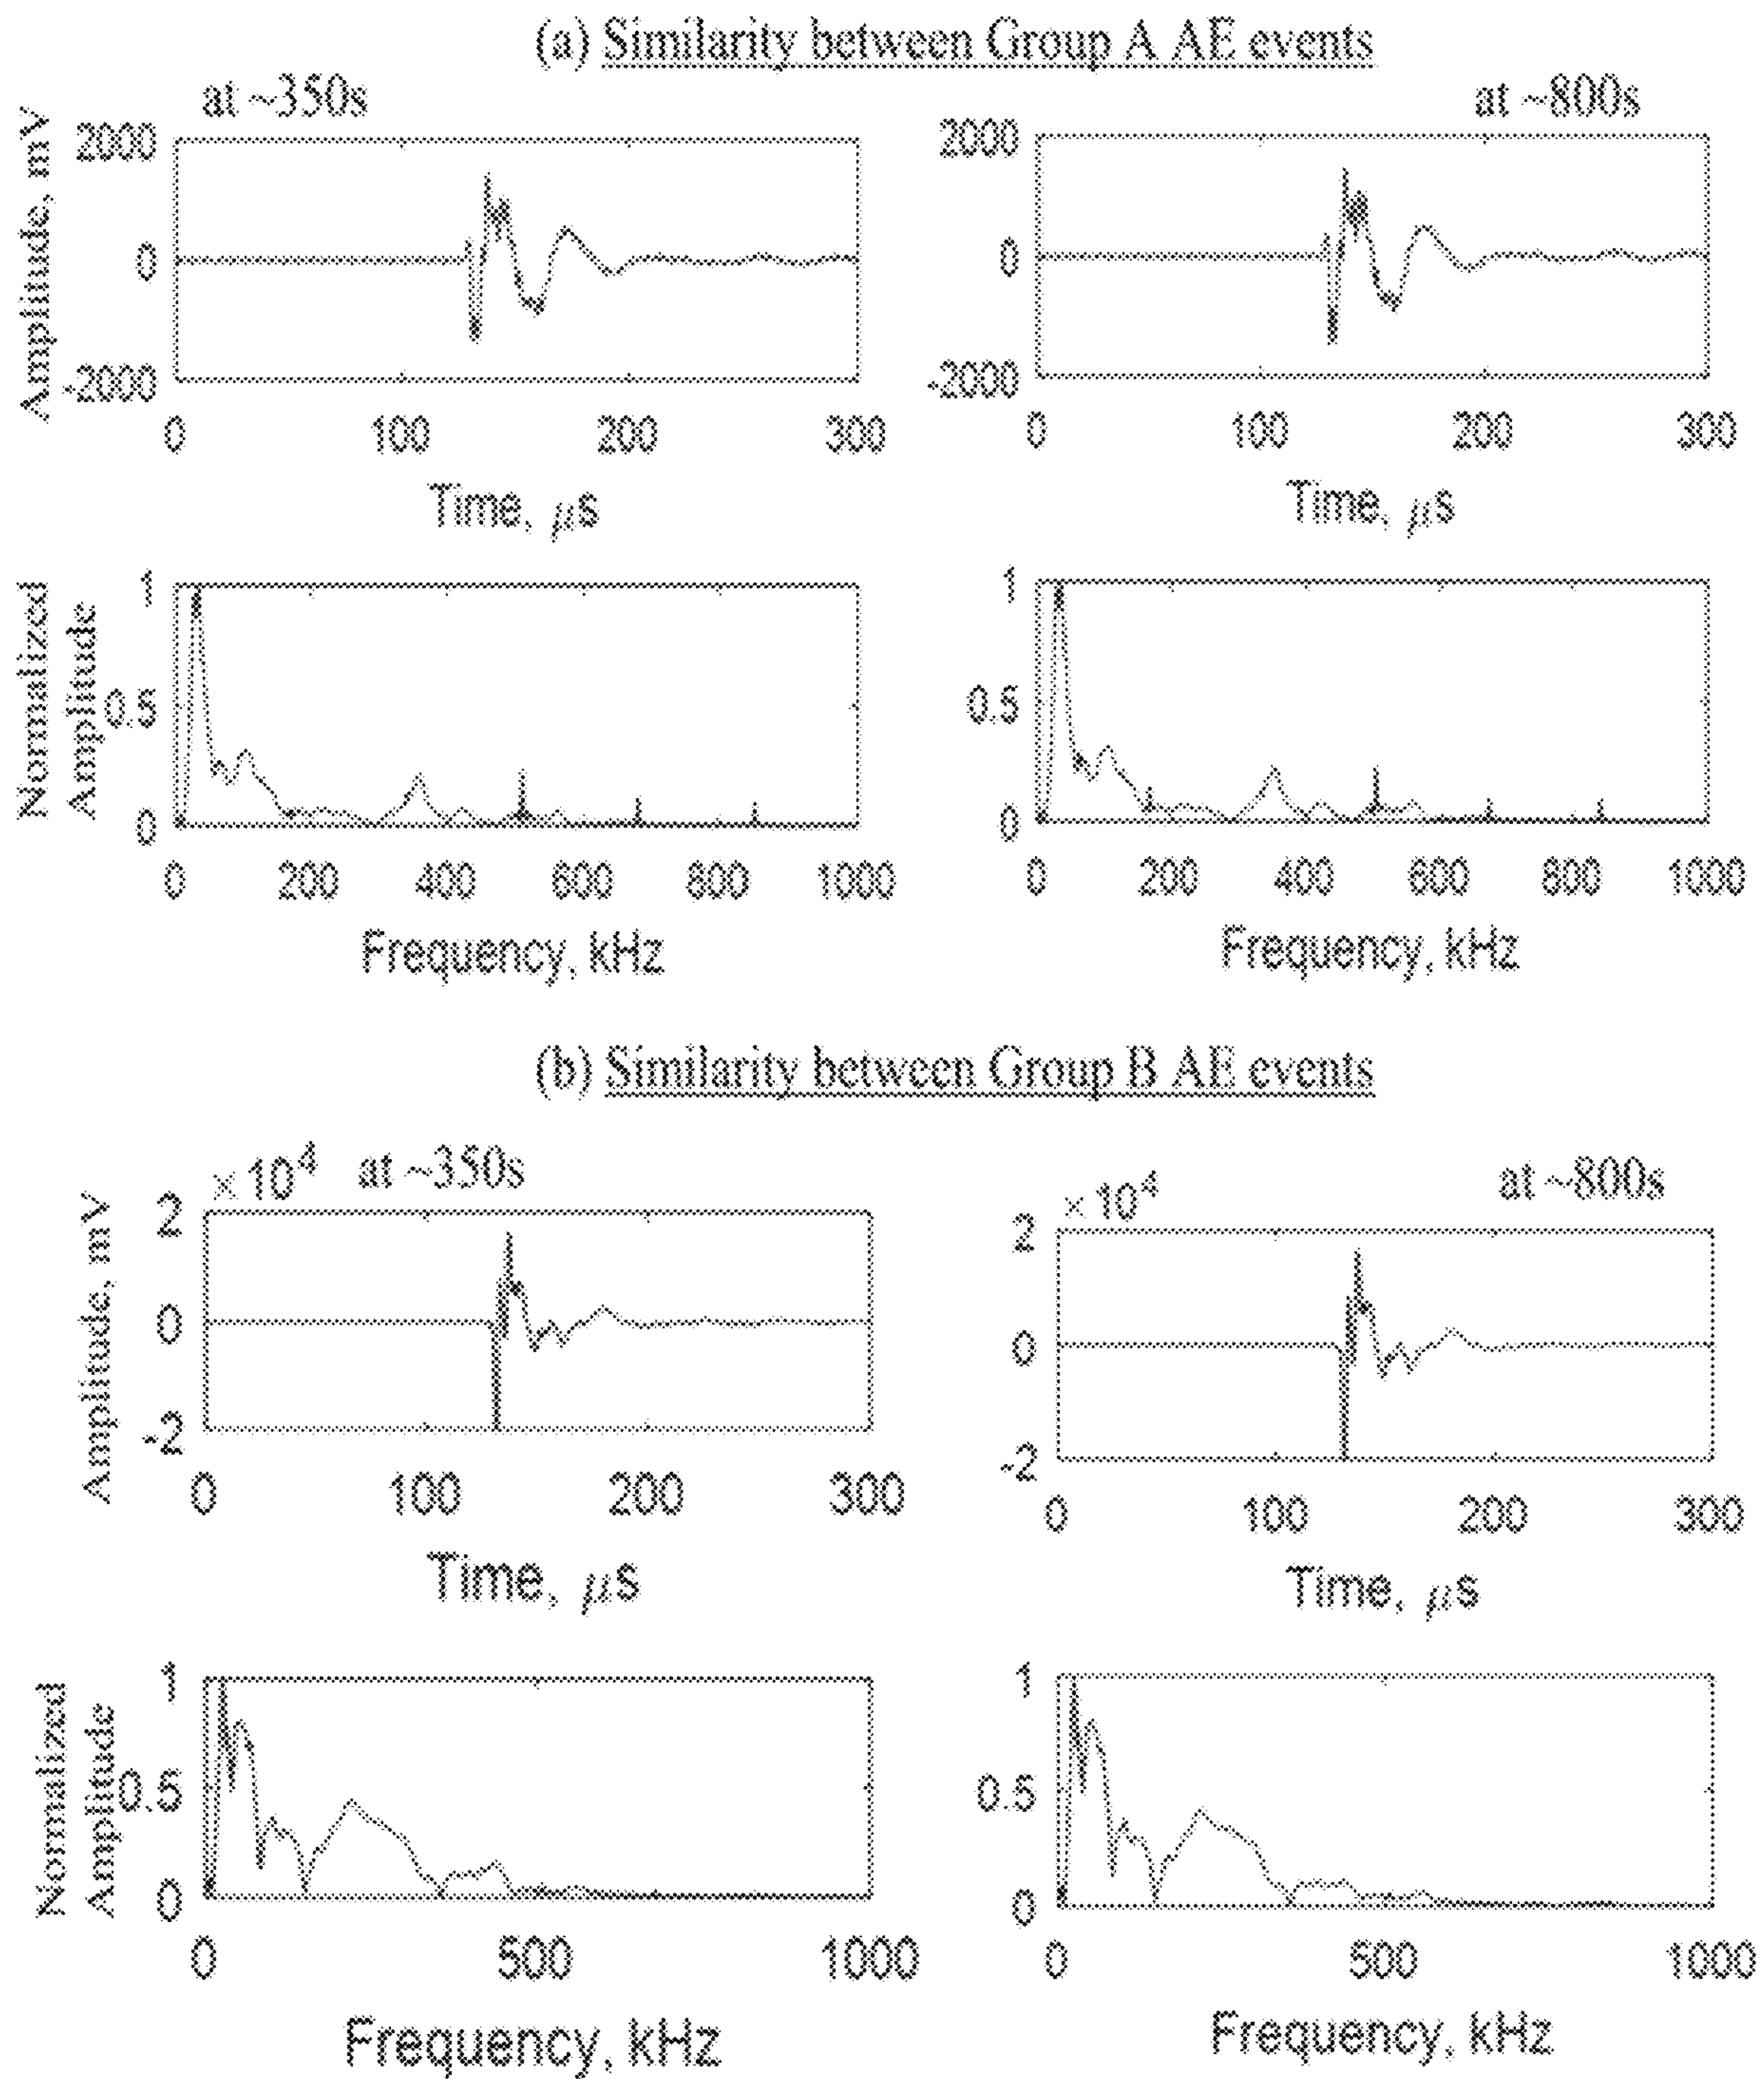 (a) Similarity between Group A AE events
at ~350s
at ~800s
Amplitude, mV
2000
0
-2000
0 100 200 300
Time, μs
2000
0
-2000
0 100 200 300
Time, μs
Normalized
Amplitude
1
0.5
0
0 200 400 600 800 1000
Frequency, kHz
1
0.5
0
0 200 400 600 800 1000
Frequency, kHz
(b) Similarity between Group B AE events
× 10⁴ at ~350s
× 10⁴ at ~800s
Amplitude, mV
2
0
-2
0 100 200 300
Time, μs
2
0
-2
0 100 200 300
Time, μs
Normalized
Amplitude
1
0.5
0
0 500 1000
Frequency, kHz
1
0.5
0
0 500 1000
Frequency, kHz